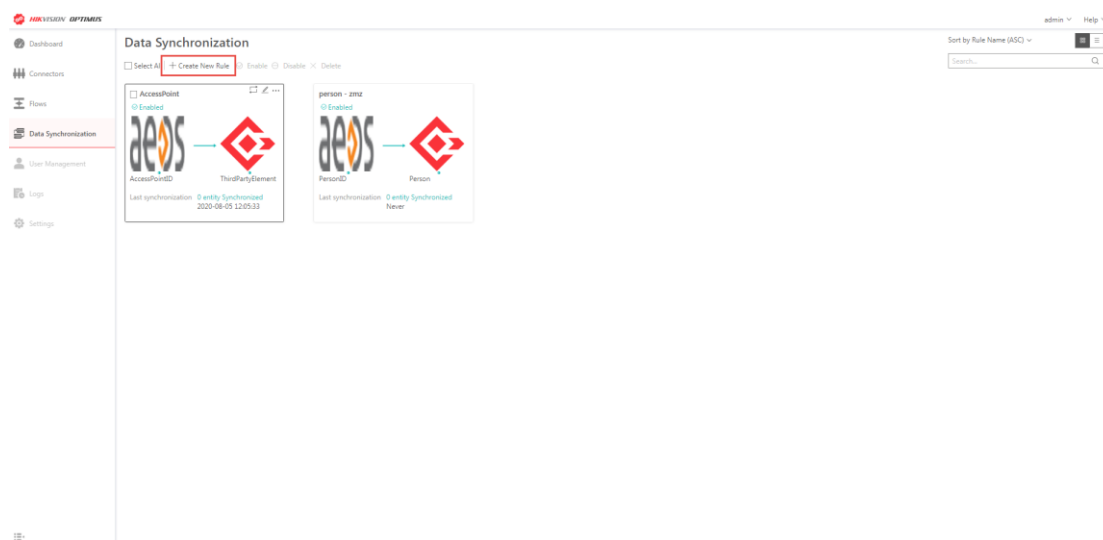 HIKVISION OPTIMUS
admin
Help
Dashboard
Connectors
Flows
Data Synchronization
User Management
Logs
Settings
Data Synchronization
Sort by Rule Name (ASC)
Search...
Select All + Create New Rule Enable Disable Delete
AccessPoint
Enabled
aeos
AccessPointID ThirdPartyElement
Last synchronization 0 entity Synchronized
2020-08-05 12:05:33
person - zmz
Enabled
aeos
PersonID Person
Last synchronization 0 entity Synchronized
Never